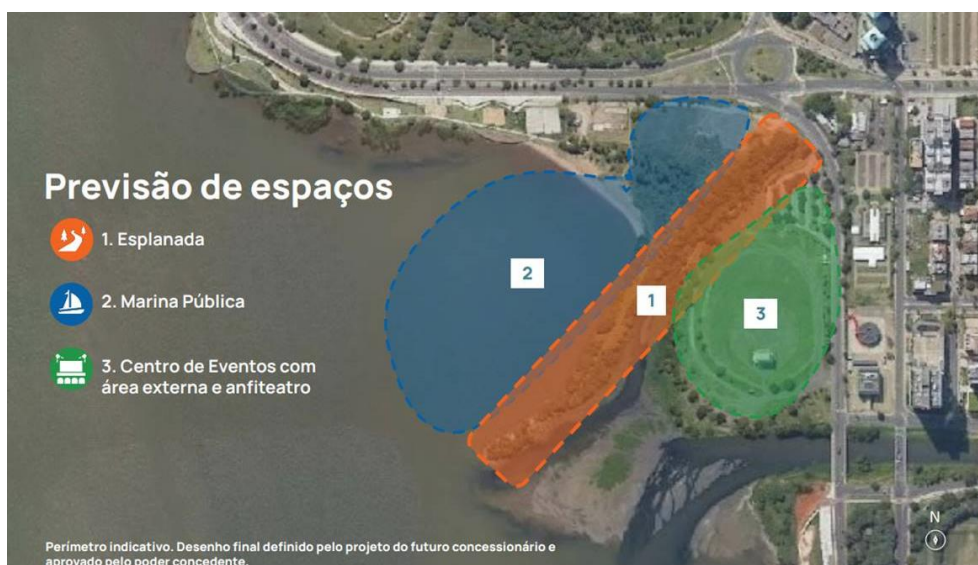 Previsão de espaços
1. Esplanada
2. Marina Pública
3. Centro de Eventos com
área externa e anfiteatro
2
1
3
N
Perímetro indicativo. Desenho final definido pelo projeto do futuro concessionário e
aprovado pelo poder concedente.